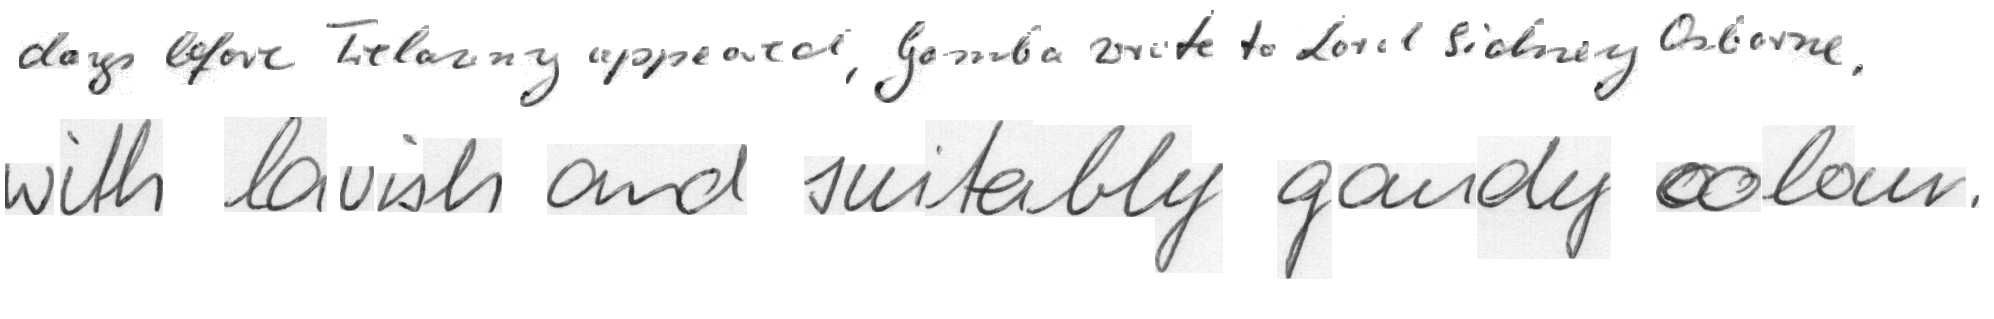 days before Trelawny appeared, Gamba wrote to Lord Sidney Osborne,
with lavish and suitably gaudy colour.